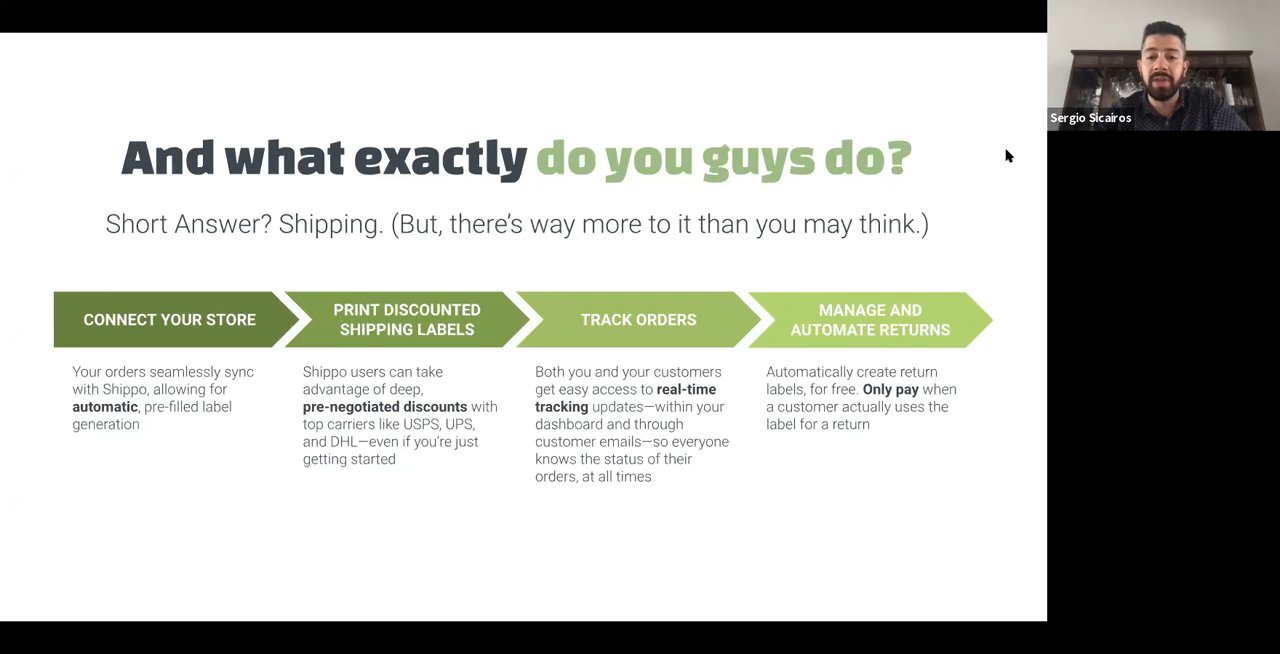 And what exactly do you guys do?
Short Answer? Shipping. (But, there's way more to it than you may think.)
CONNECT YOUR STORE
Your orders seamlessly sync
with Shippo, allowing for
automatic, pre-filled label
generation
PRINT DISCOUNTED
SHIPPING LABELS
Shippo users can take
advantage of deep,
pre-negotiated discounts with
top carriers like USPS, UPS,
and DHL—even if you're just
getting started
TRACK ORDERS
Both you and your customers
get easy access to real-time
tracking updates—within your
dashboard and through
customer emails—so everyone
knows the status of their
orders, at all times
MANAGE AND
AUTOMATE RETURNS
Automatically create return
labels, for free. Only pay when
a customer actually uses the
label for a return
Sergio Sicairos